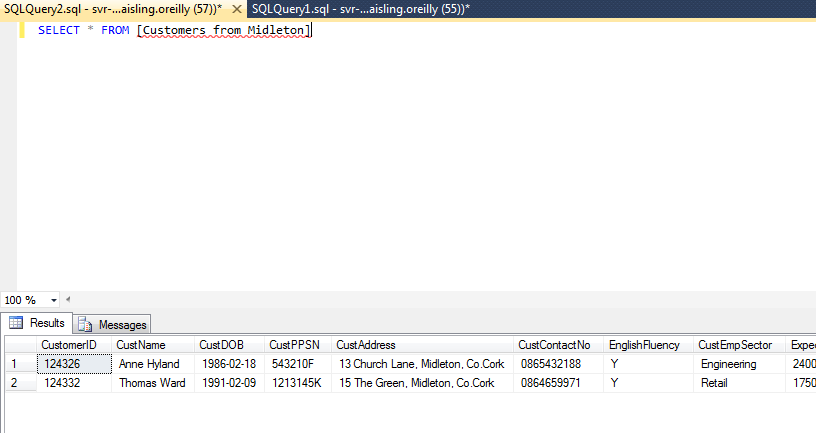 SQLQuery2.sql - svr-...aisling.oreilly (57))* SQLQuery1.sql - svr-...aisling.oreilly (55))*
SELECT * FROM [Customers from Midleton]
100 %
Results Messages
CustomerID CustName CustDOB CustPPSN CustAddress CustContactNo EnglishFluency CustEmpSector Expec
1 124326 Anne Hyland 1986-02-18 543210F 13 Church Lane, Midleton, Co.Cork 0865432188 Y Engineering 2400
2 124332 Thomas Ward 1991-02-09 1213145K 15 The Green, Midleton, Co.Cork 0864659971 Y Retail 1750